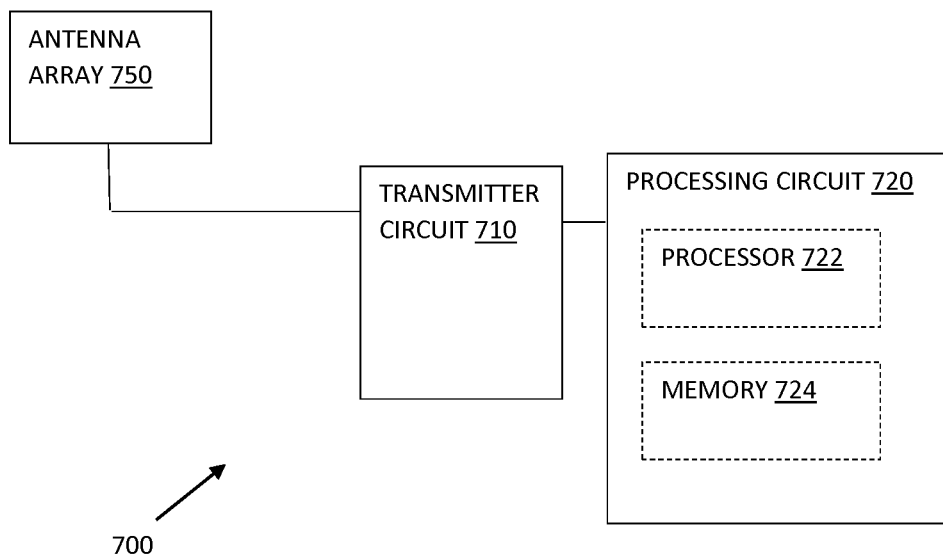 ANTENNA
ARRAY 750
TRANSMITTER
CIRCUIT 710
PROCESSING CIRCUIT 720
PROCESSOR 722
MEMORY 724
700